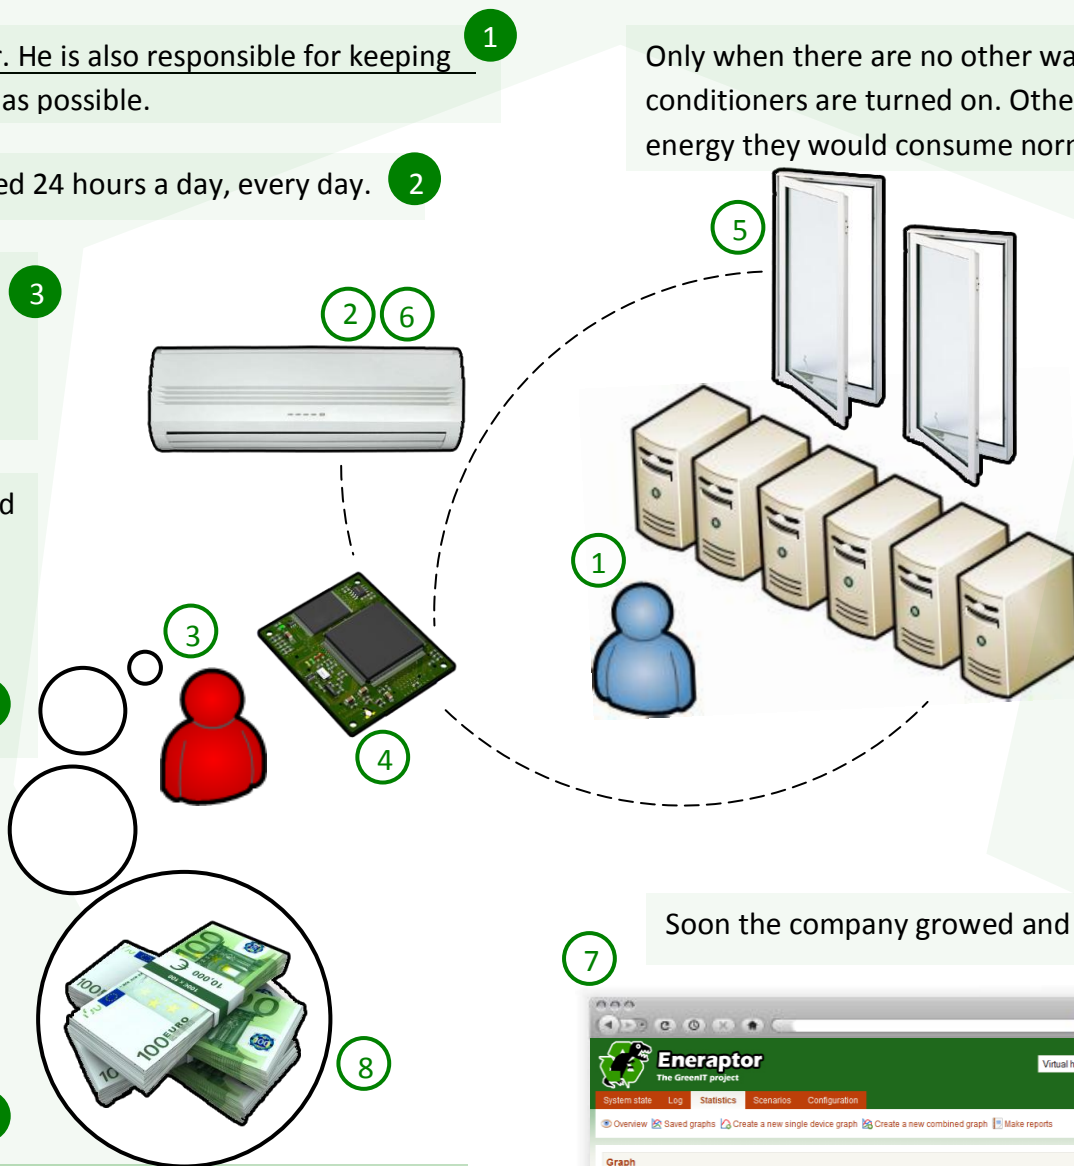 r. He is also responsible for keeping
1
as possible.
ed 24 hours a day, every day.
2
3
d
Only when there are no other wa
conditioners are turned on. Othe
energy they would consume norm
5
2
6
1
3
4
8
Soon the company growed and
7
Eneraptor
The GreenIT project
Virtual h
System state Log Statistics Scenarios Configuration
Overview Saved graphs Create a new single device graph Create a new combined graph Make reports
Graph
100 EURO
10,000